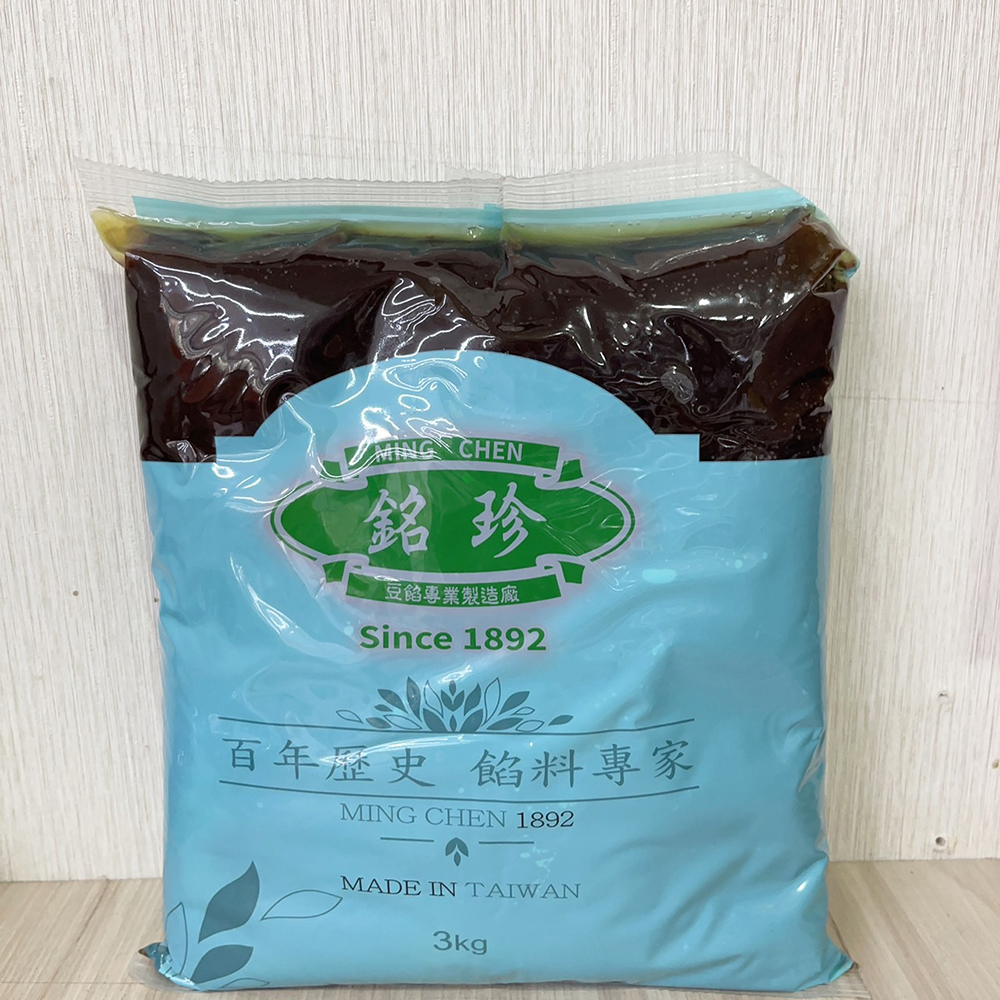 MING CHEN
銘珍
豆餡專業製造廠
Since 1892
百年歷史 餡料專家
MING CHEN 1892
MADE IN TAIWAN
3kg